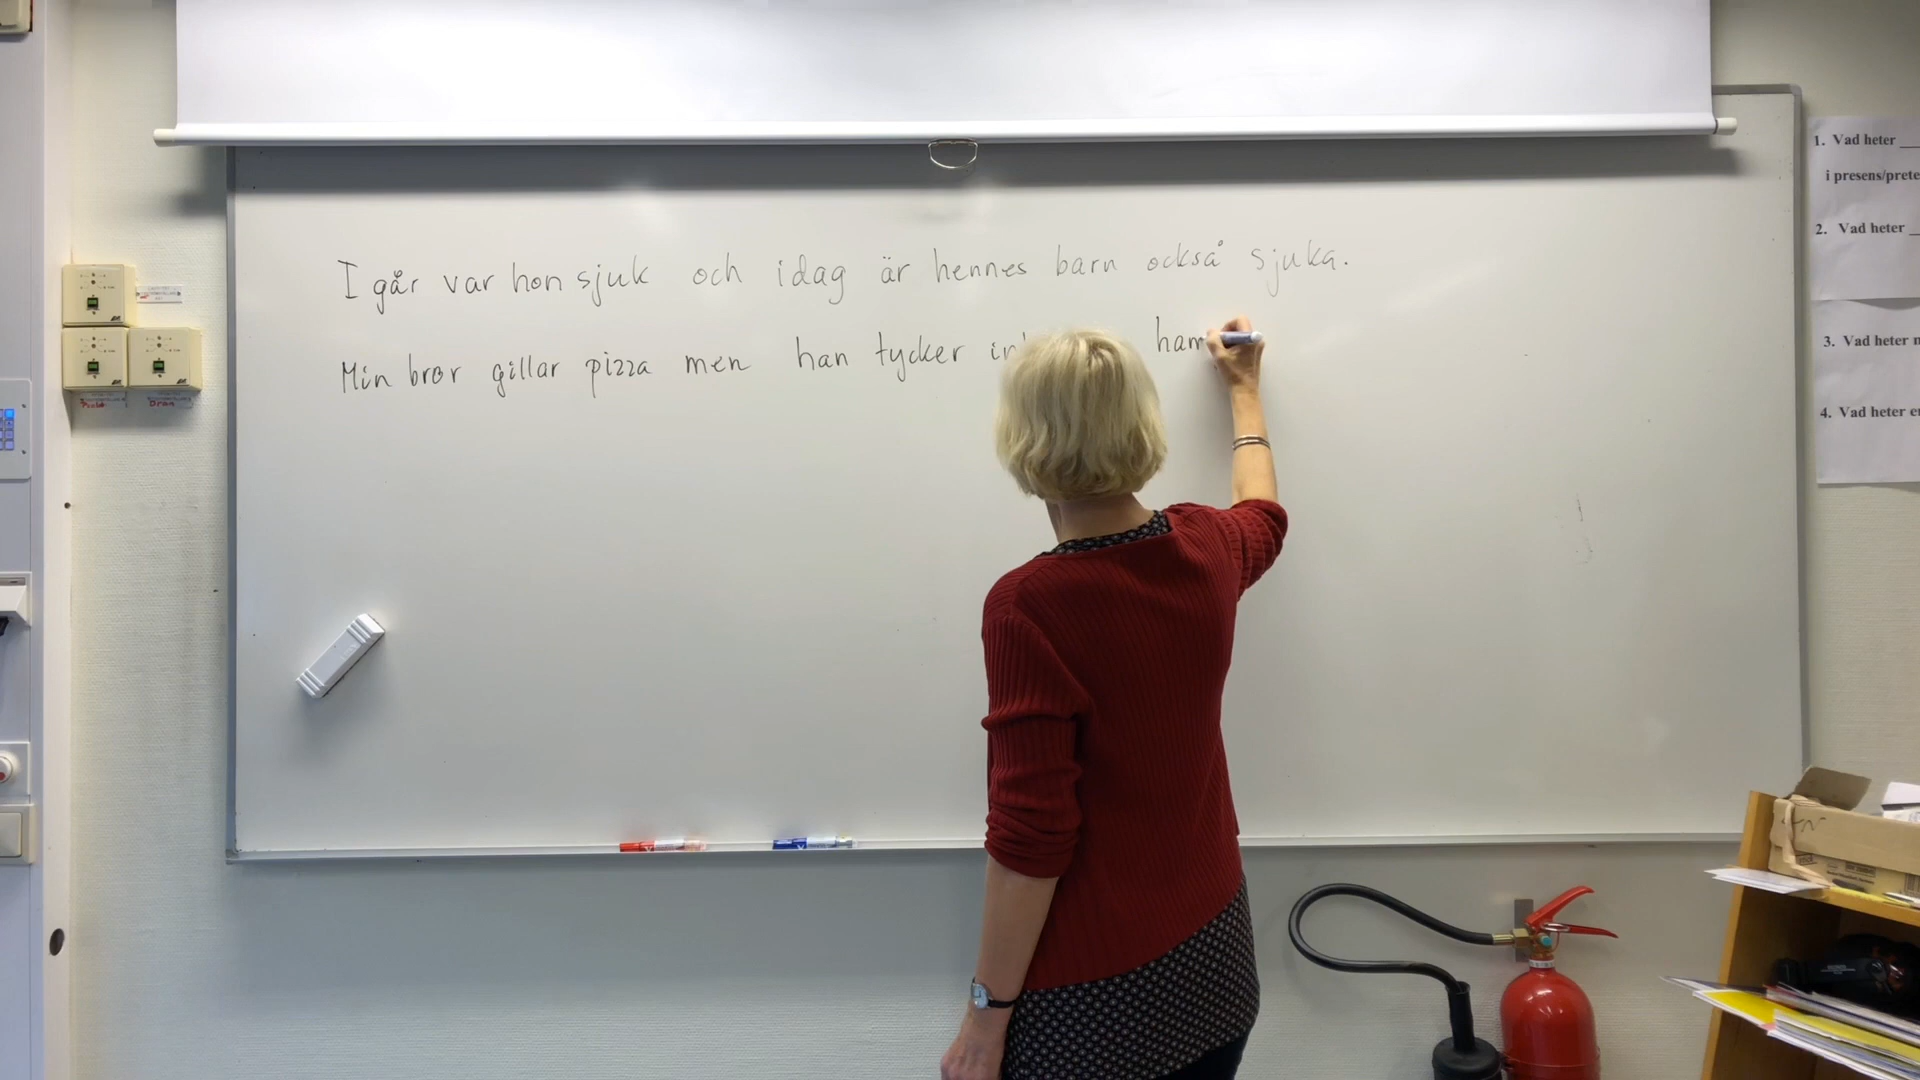 I går var hon sjuk och idag är hennes barn också sjuka.
Min bror gillar pizza men han tycker ham
1. Vad heter
i presens/prete
2. Vad heter
3. Vad heter
4. Vad heter